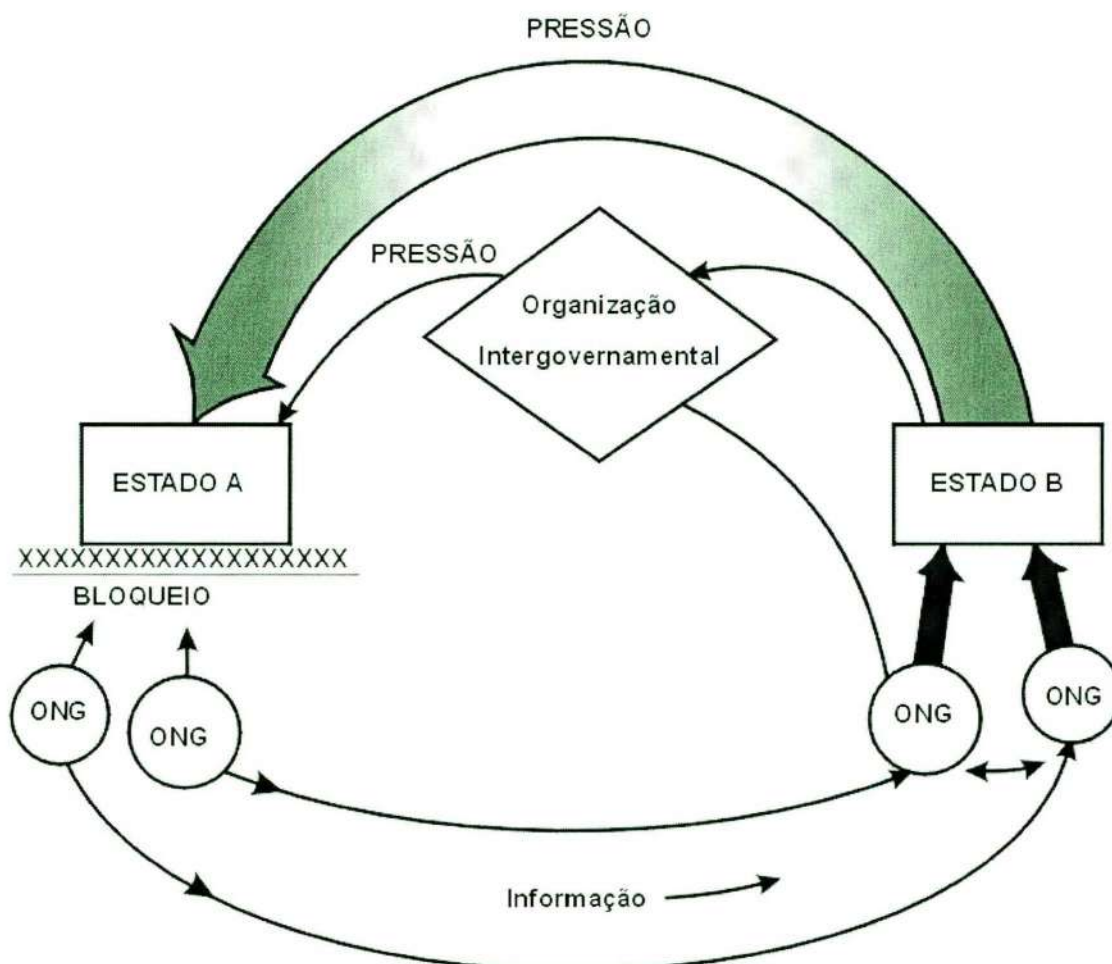 PRESSÃO
PRESSÃO
Organização
Intergovernamental
ESTADO A
ESTADO B
XXXXXXXXXXXXXXXXXXX
BLOQUEIO
ONG
ONG
ONG
ONG
Informação